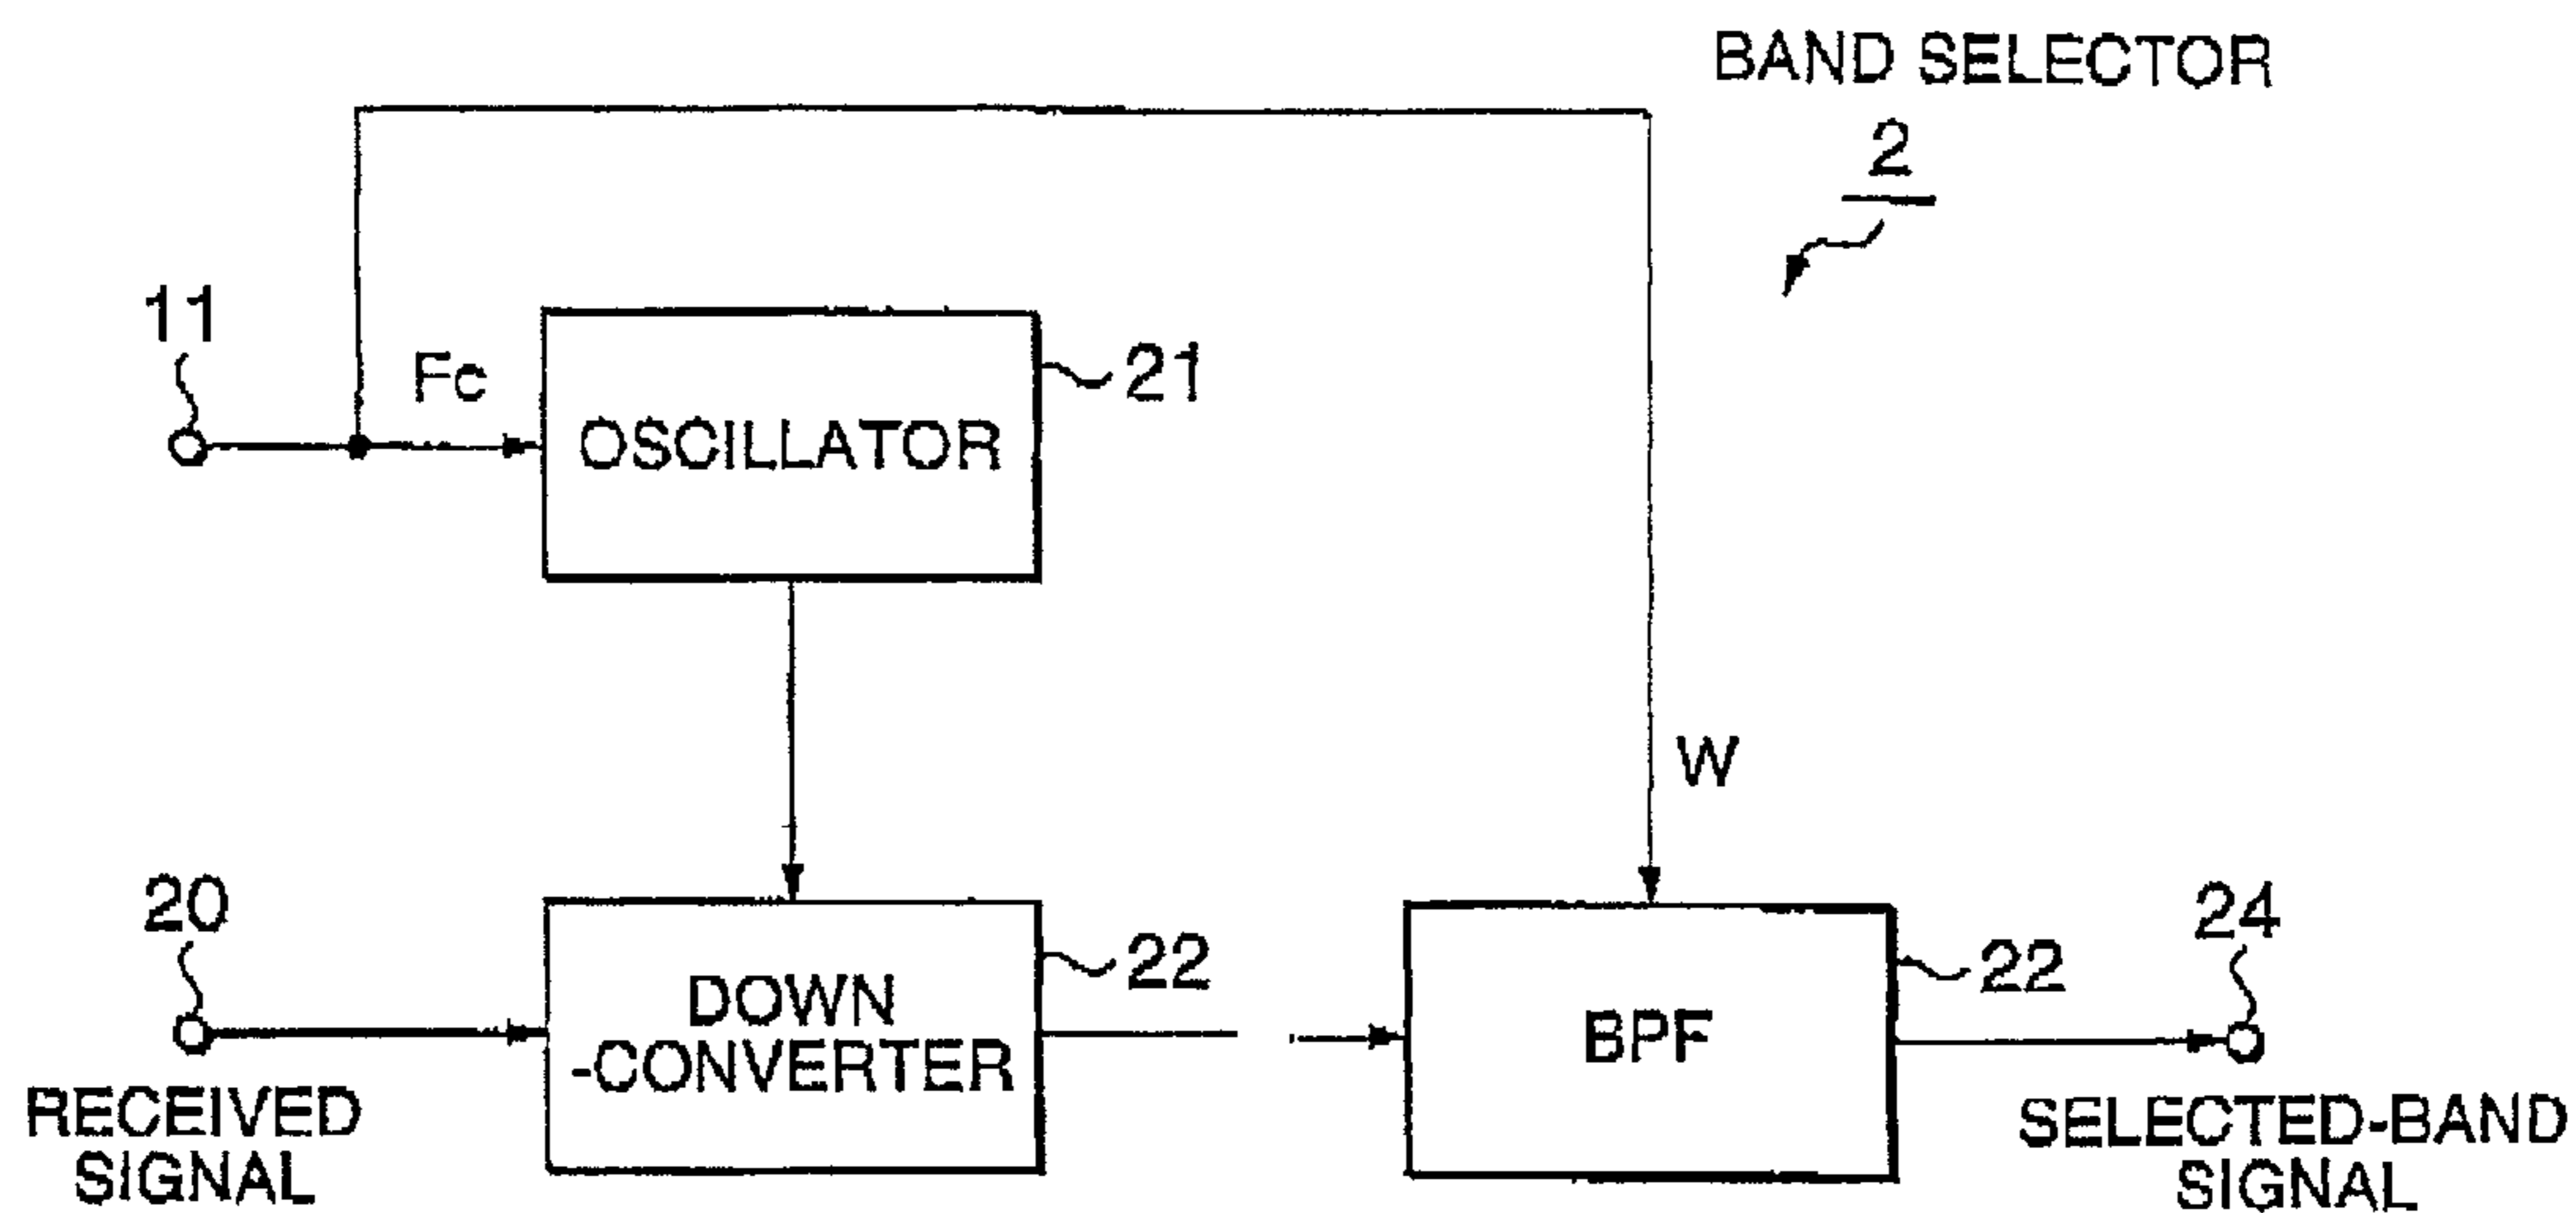 BAND SELECTOR
2
11
Fc
21
OSCILLATOR
W
20
22
22
24
DOWN
-CONVERTER
BPF
RECEIVED
SIGNAL
SELECTED-BAND
SIGNAL